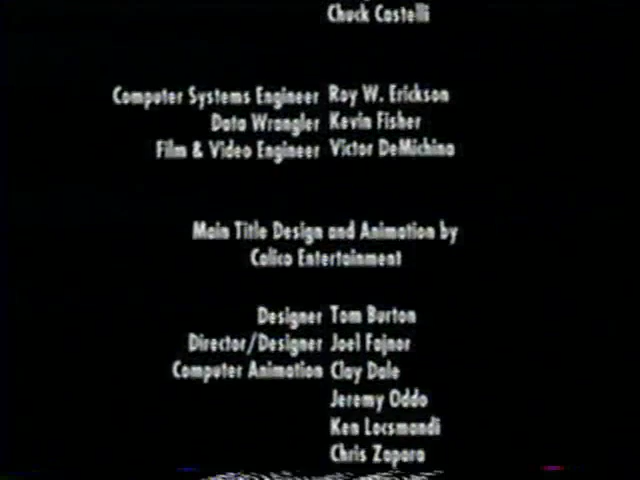 Chuck Castelli
Computer Systems Engineer Roy W. Erickson
Data Wrangler Kevin Fisher
Film & Video Engineer Victor DeMichina
Main Title Design and Animation by
Calico Entertainment
Designer Tom Burton
Director/Designer Joel Fajnor
Computer Animation Clay Dale
Jeremy Oddo
Ken Locsmandi
Chris Zapara